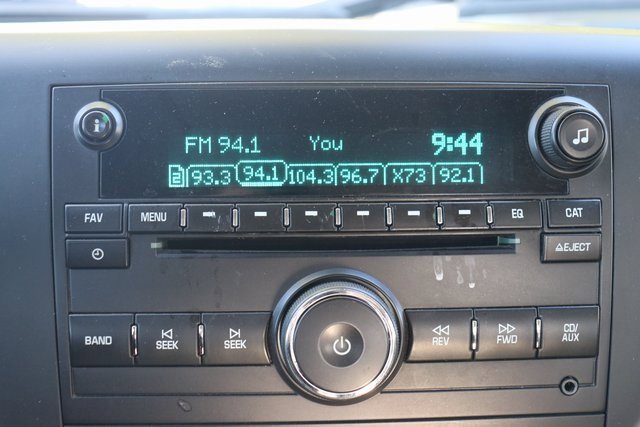 i
FM 94.1 You 9:44
2 93.3 94.1 104.3 96.7 X73 92.1
FAV MENU EQ CAT
EJECT
BAND SEEK SEEK REV FWD CD/
AUX